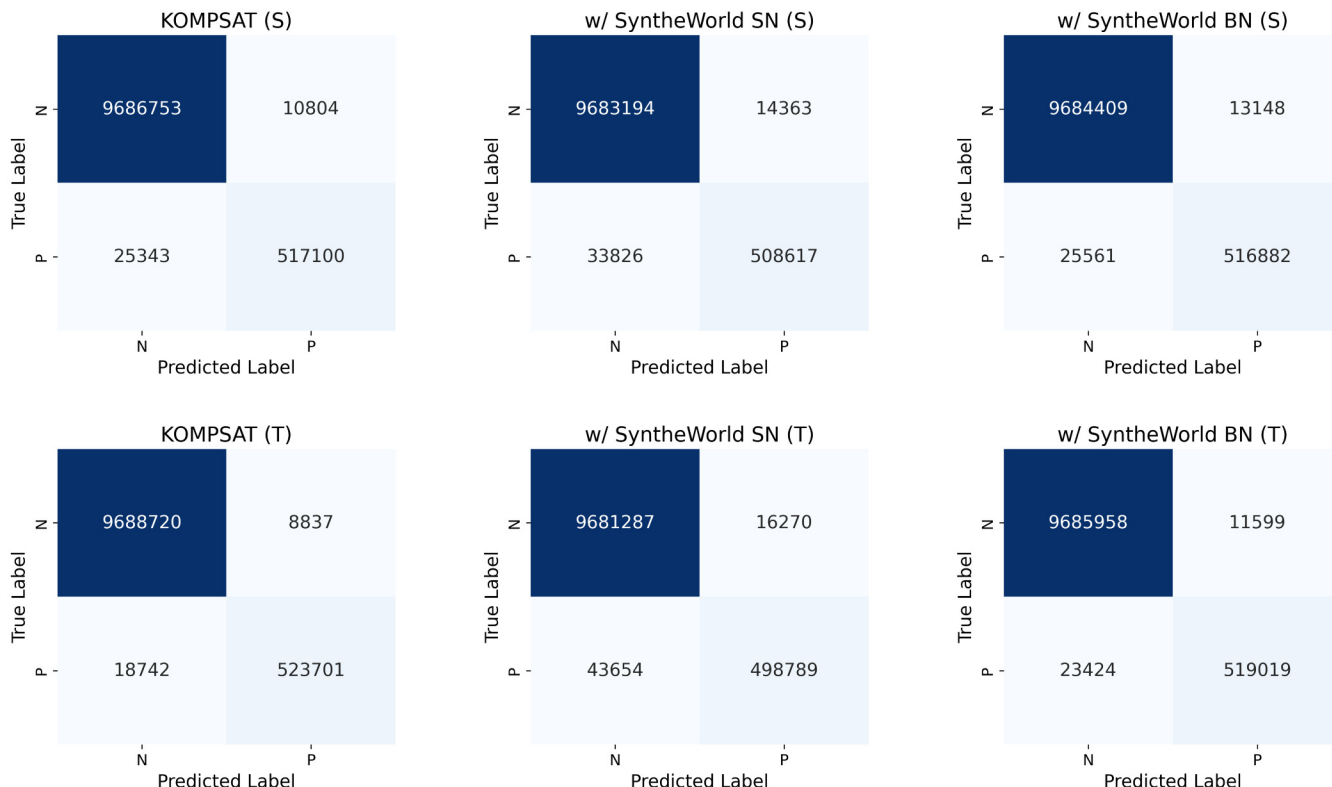 KOMPSAT (S)
True Label
N
P
9686753
10804
25343
517100
N
P
Predicted Label
w/ SyntheWorld SN (S)
True Label
N
P
9683194
14363
33826
508617
N
P
Predicted Label
w/ SyntheWorld BN (S)
True Label
N
P
9684409
13148
25561
516882
N
P
Predicted Label
KOMPSAT (T)
True Label
N
P
9688720
8837
18742
523701
N
P
Predicted Label
w/ SyntheWorld SN (T)
True Label
N
P
9681287
16270
43654
498789
N
P
Predicted Label
w/ SyntheWorld BN (T)
True Label
N
P
9685958
11599
23424
519019
N
P
Predicted Label